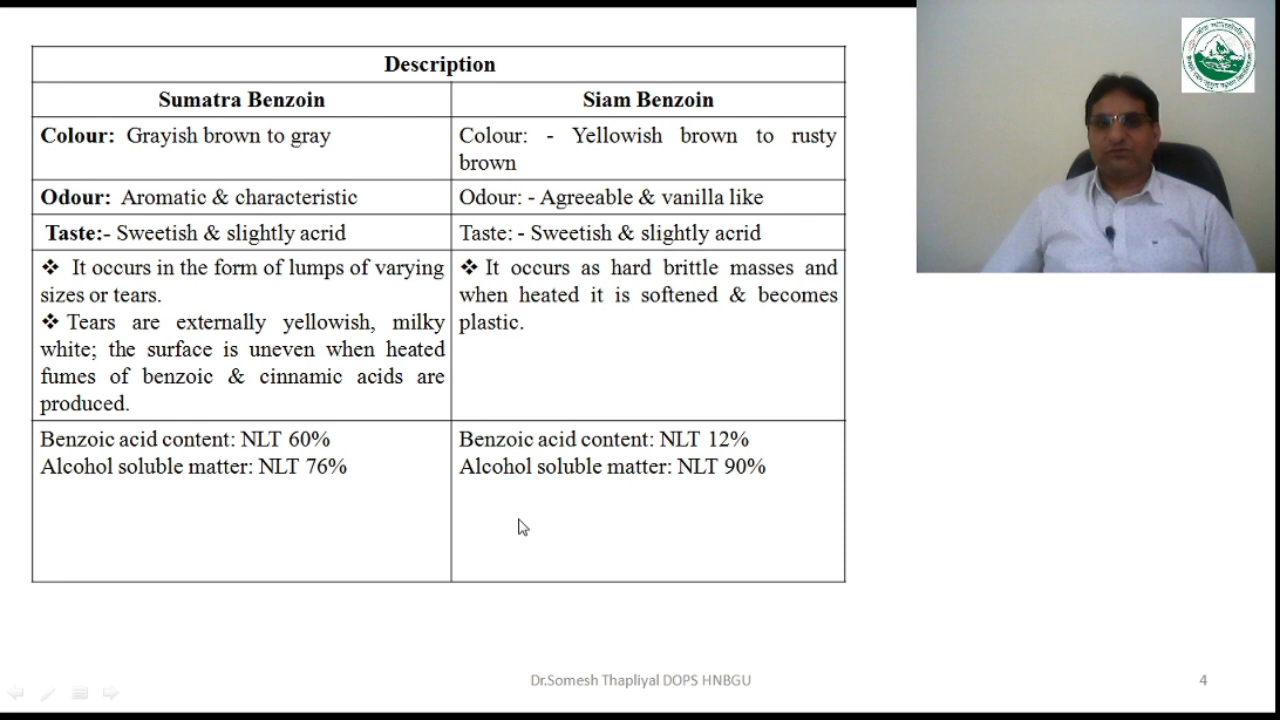 Description
Sumatra Benzoin
Siam Benzoin
Colour: Grayish brown to gray
Colour: - Yellowish brown to rusty
brown
Odour: Aromatic & characteristic
Odour: - Agreeable & vanilla like
Taste:- Sweetish & slightly acrid
Taste: - Sweetish & slightly acrid
❖ It occurs in the form of lumps of varying
sizes or tears.
❖ Tears are externally yellowish, milky
white; the surface is uneven when heated
fumes of benzoic & cinnamic acids are
produced.
❖ It occurs as hard brittle masses and
when heated it is softened & becomes
plastic.
Benzoic acid content: NLT 60%
Alcohol soluble matter: NLT 76%
Benzoic acid content: NLT 12%
Alcohol soluble matter: NLT 90%
Dr.Somesh Thapliyal DOPS HNBGU
4